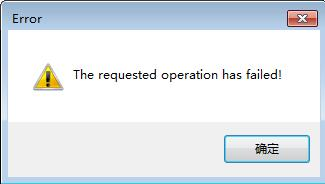 Error
The requested operation has failed!
确定